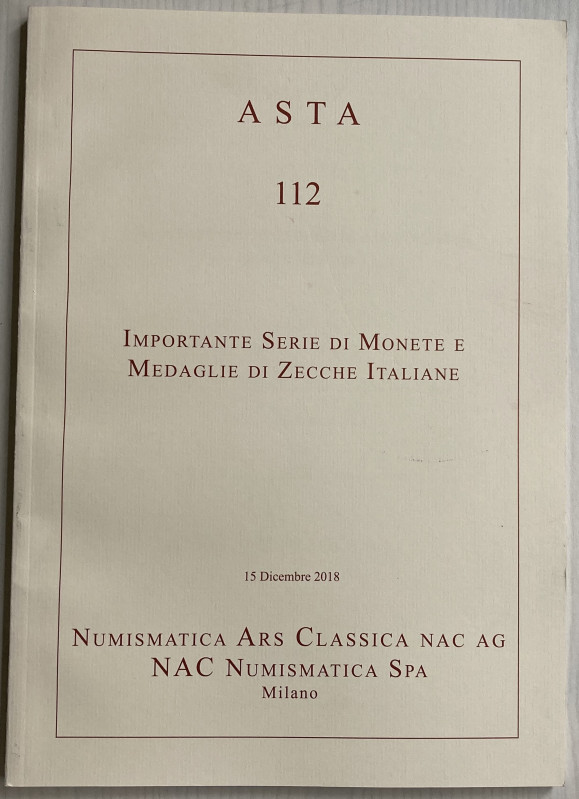 ASTA
112
IMPORTANTE SERIE DI MONETE E
MEDAGLIE DI ZECCHE ITALIANE
15 Dicembre 2018
NUMISMATICA ARS CLASSICA NAC AG
NAC NUMISMATICA SPA
Milano